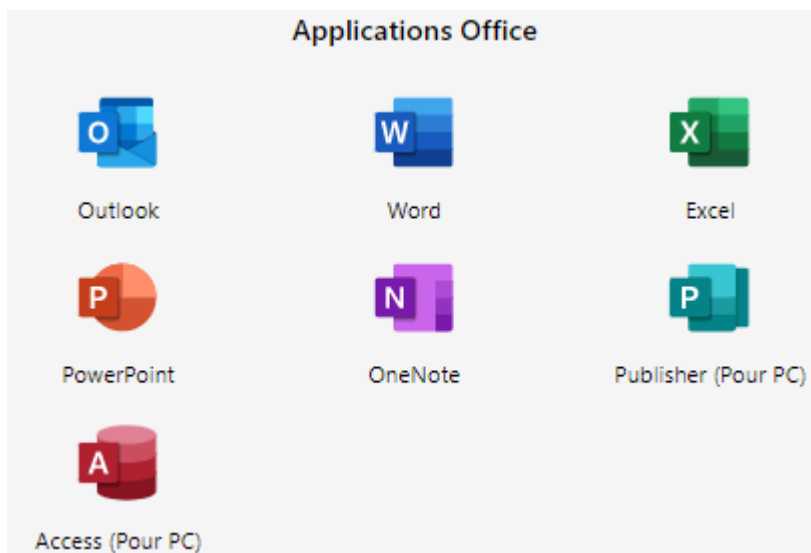 Applications Office
O W X
Outlook Word Excel
P N P
PowerPoint OneNote Publisher (Pour PC)
A
Access (Pour PC)